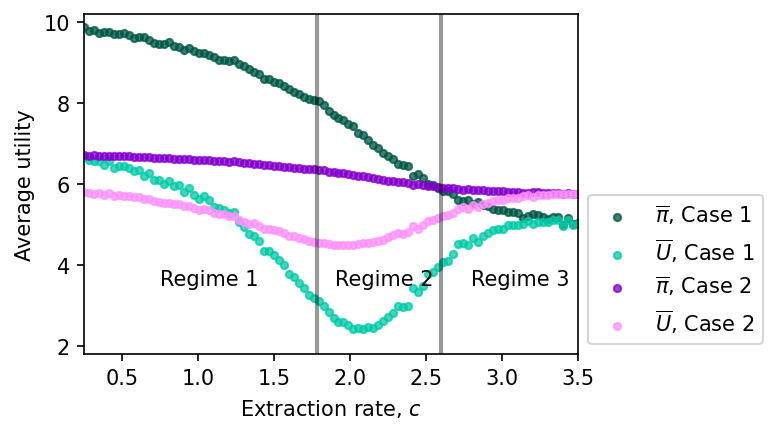 Average utility
10
8
6
4
2
Regime 1
Regime 2
Regime 3
0.5
1.0
1.5
2.0
2.5
3.0
3.5
Extraction rate, c
π̅, Case 1
U̅, Case 1
π̅, Case 2
U̅, Case 2